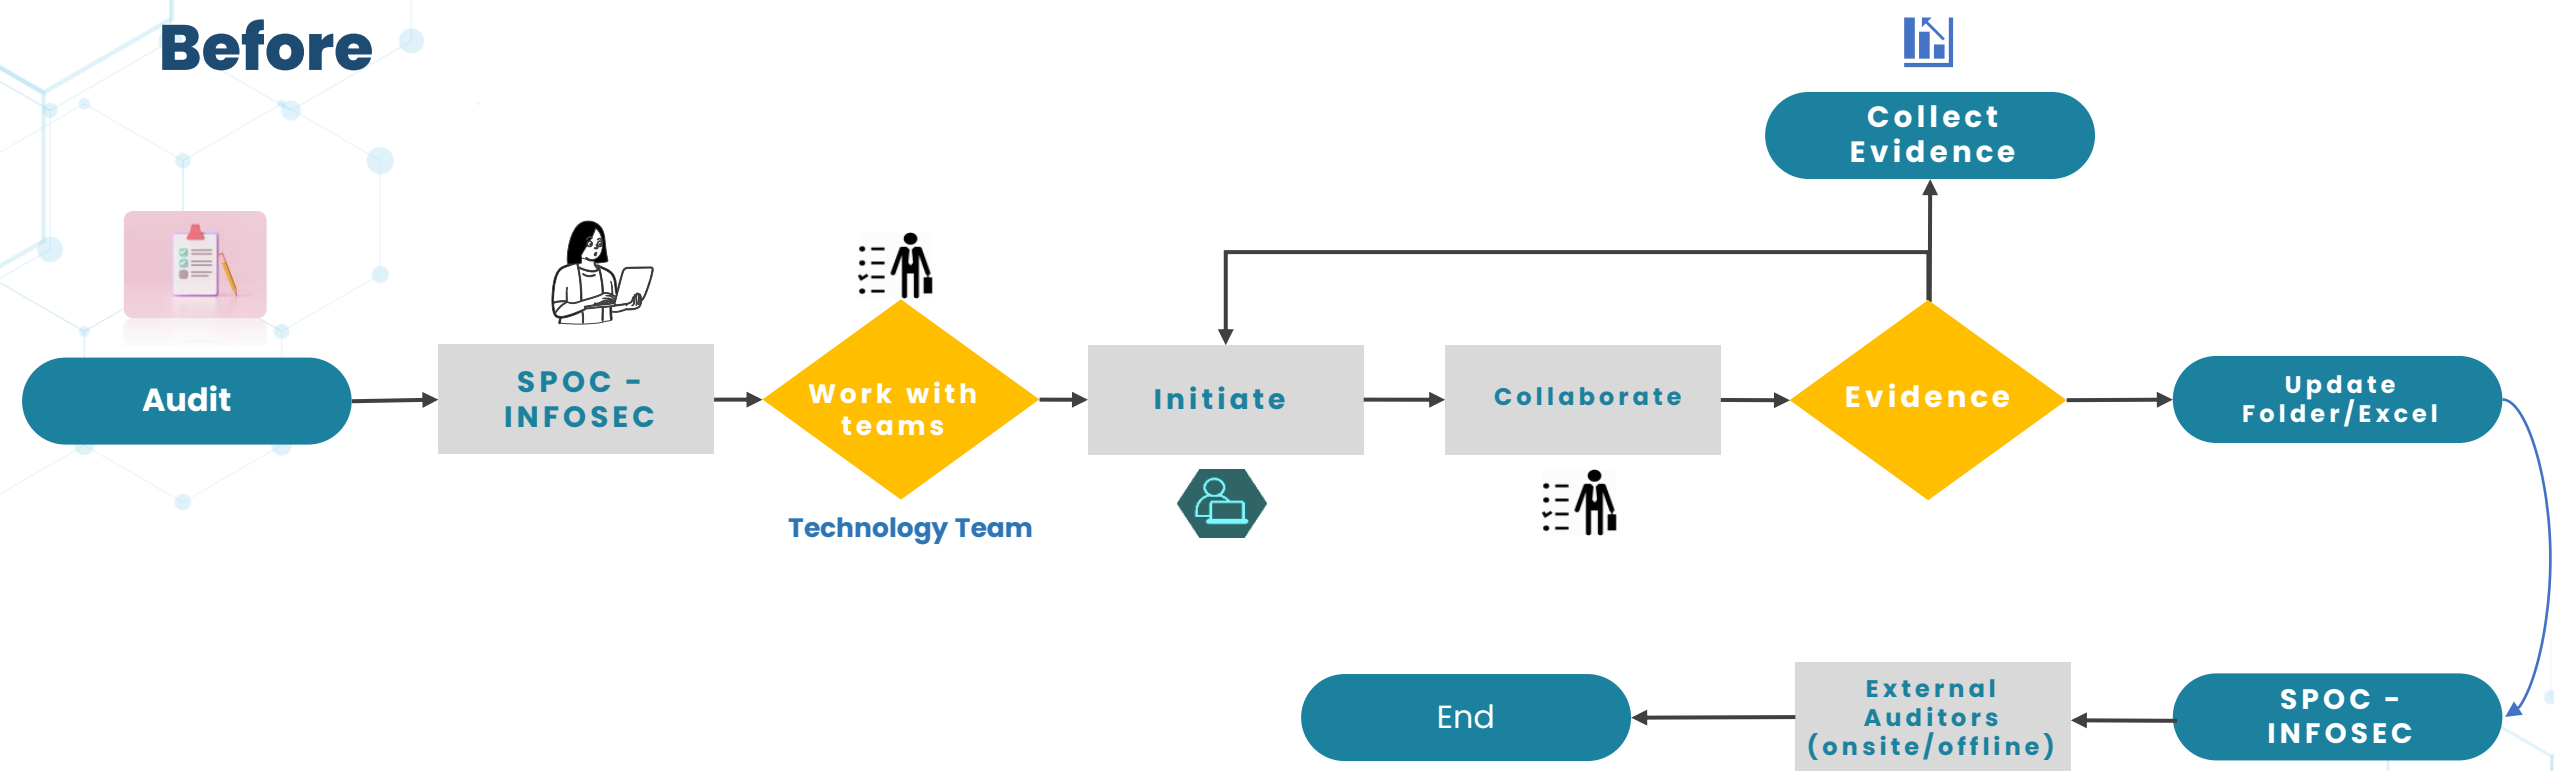 Before
Collect
Evidence
Audit
SPOC -
INFOSEC
Work with
teams
Technology Team
Initiate
Collaborate
Evidence
Update
Folder/Excel
End
External
Auditors
(onsite/offline)
SPOC -
INFOSEC